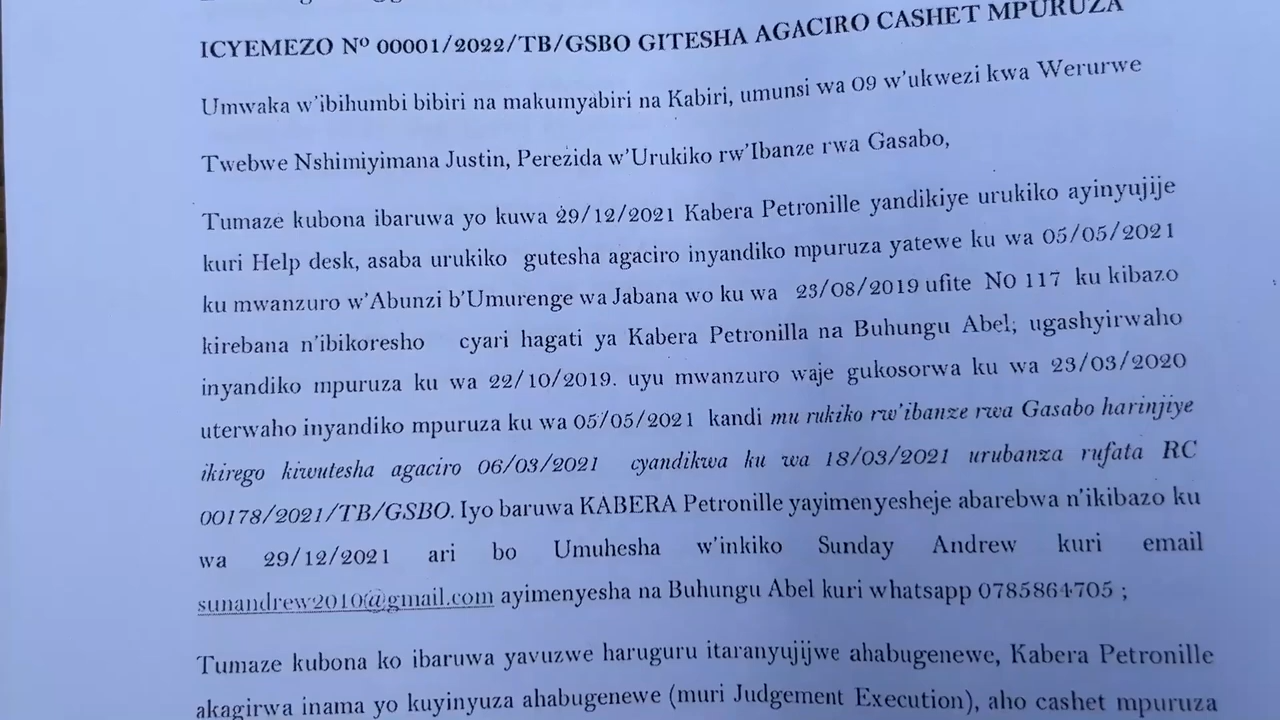 ICYEMEZO Nº 00001/2022/TB/GSBO GITESHA AGACIRO CASHET MPURUZA
Umwaka w'ibihumbi bibiri na makumyabiri na Kabiri, umunsi wa 09 w'ukwezi kwa Werurwe
Twebwe Nshimiyimana Justin, Perezida w'Urukiko rw'Ibanze rwa Gasabo,
Tumaze kubona ibaruwa yo kuwa 29/12/2021 Kabera Petronille yandikiye urukiko ayinyujije
kuri Help desk, asaba urukiko gutesha agaciro inyandiko mpuruza yatewe ku wa 05/05/2021
ku mwanzuro w'Abunzi b'Umurenge wa Jabana wo ku wa 23/08/2019 ufite NO 117 ku kibazo
kirebana n'ibikoresho cyari hagati ya Kabera Petronilla na Buhungu Abel; ugashyirwaho
inyandiko mpuruza ku wa 22/10/2019. uyu mwanzuro waje gukosorwa ku wa 23/03/2020
uterwaho inyandiko mpuruza ku wa 05/05/2021 kandi mu rukiko rw'ibanze rwa Gasabo harinjiye
ikirego kiwutesha agaciro 06/03/2021 cyandikwa ku wa 18/03/2021 urubanza rufata RC
00178/2021/TB/GSBO. Iyo baruwa KABERA Petronille yayimenyesheje abarebwa n'ikibazo ku
wa 29/12/2021 ari bo Umuhesha w'inkiko Sunday Andrew kuri email
sunandrew2010@gmail.com ayimenyesha na Buhungu Abel kuri whatsapp 0785864705 ;
Tumaze kubona ko ibaruwa yavuzwe haruguru itaranyujijwe ahabugenewe, Kabera Petronille
akagirwa inama yo kuyinyuza ahabugenewe (muri Judgement Execution), aho cashet mpuruza